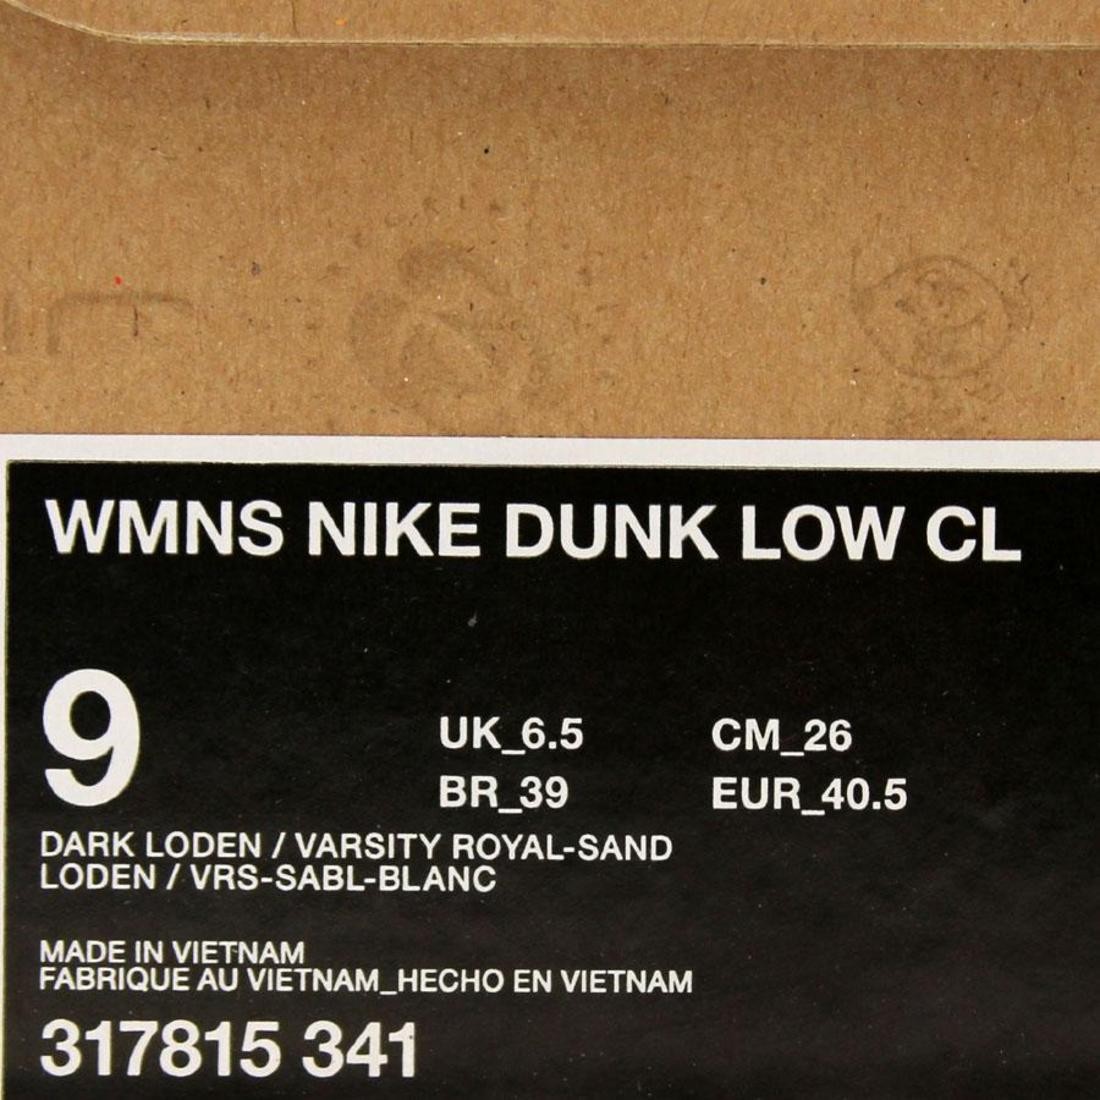 WMNS NIKE DUNK LOW CL
9
UK_6.5 CM_26
BR_39 EUR_40.5
DARK LODEN / VARSITY ROYAL-SAND
LODEN / VRS-SABL-BLANC
MADE IN VIETNAM
FABRIQUE AU VIETNAM_HECHO EN VIETNAM
317815 341